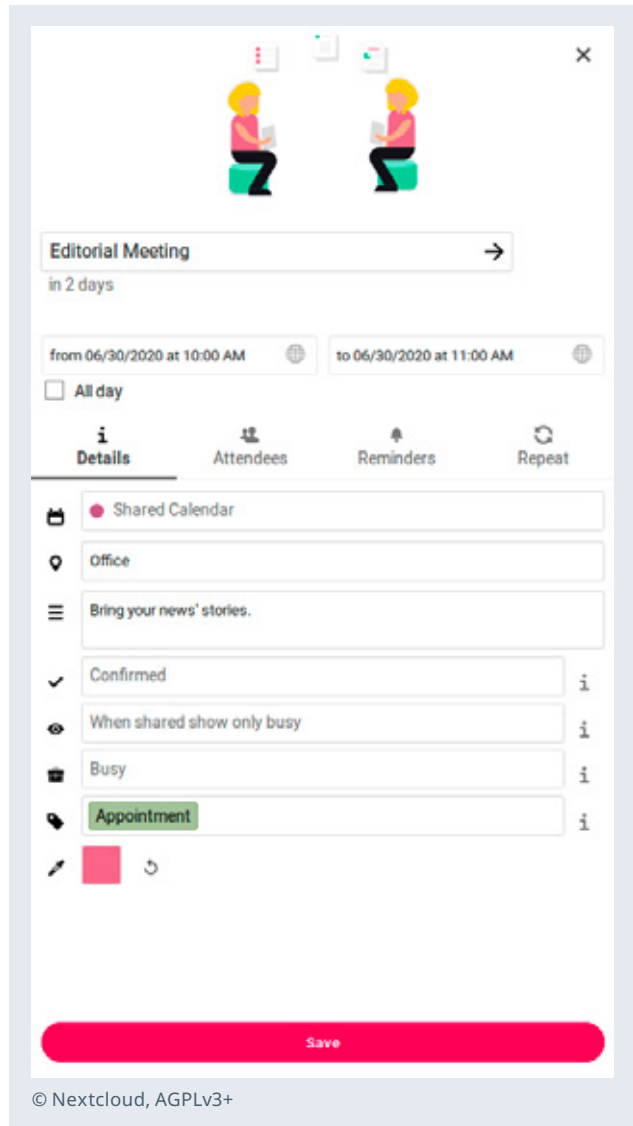 Editorial Meeting
in 2 days
from 06/30/2020 at 10:00 AM
to 06/30/2020 at 11:00 AM
All day
Details
Attendees
Reminders
Repeat
Shared Calendar
Office
Bring your news' stories.
Confirmed
When shared show only busy
Busy
Appointment
Save
© Nextcloud, AGPLv3+